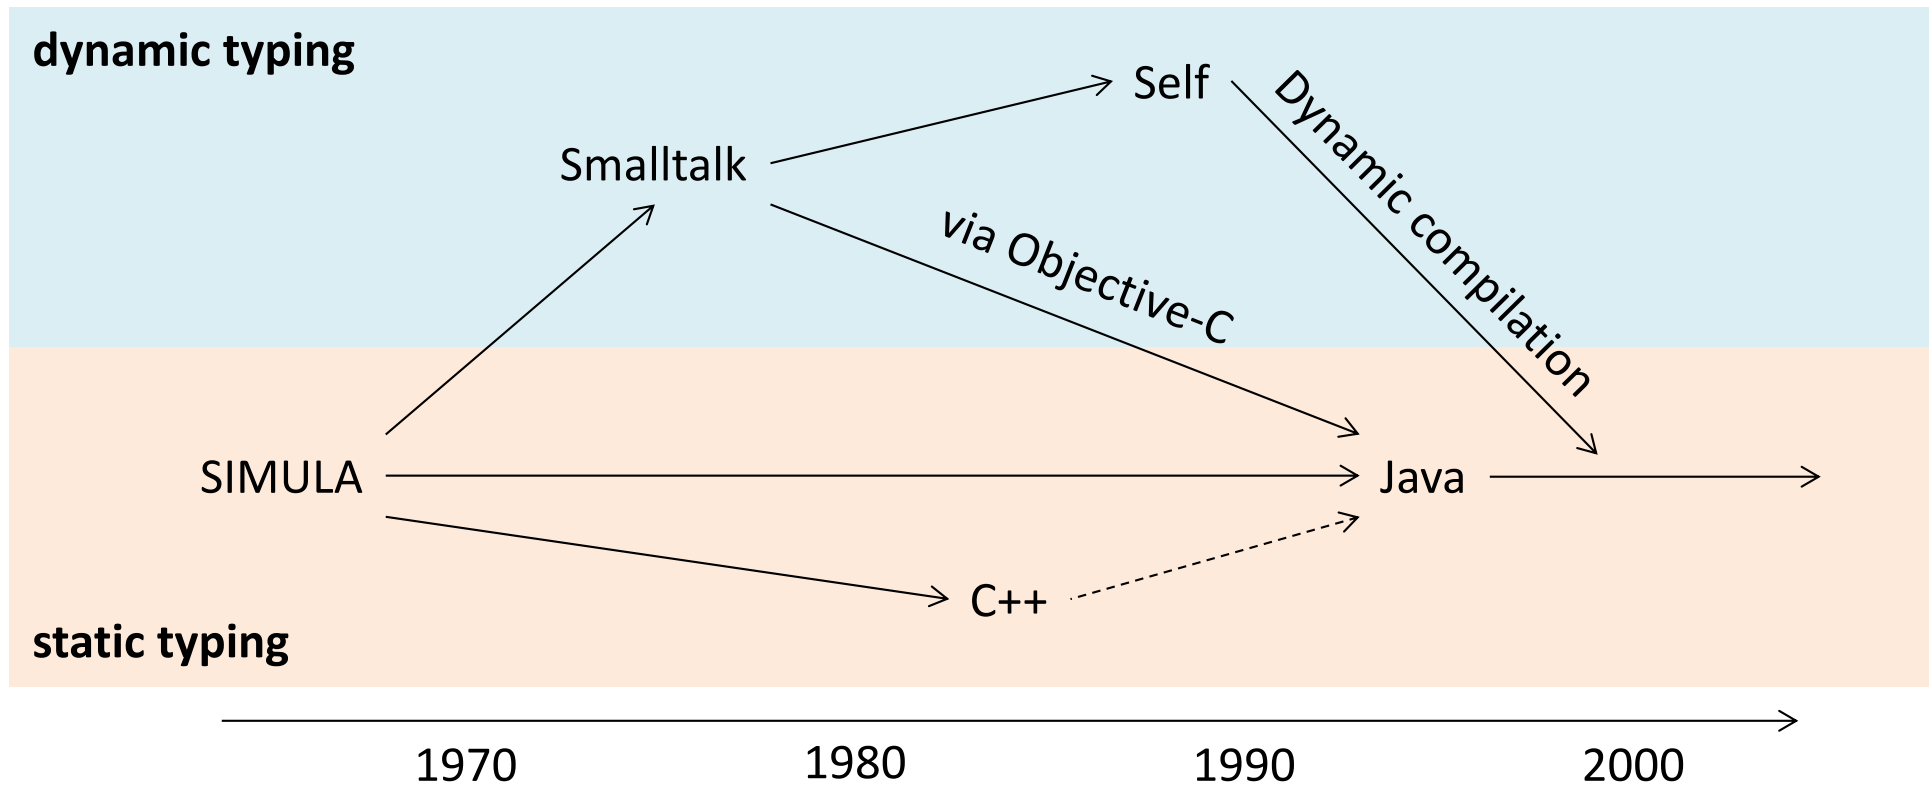 dynamic typing
Self
Dynamic compilation
Smalltalk
via Objective-C
SIMULA
Java
C++
static typing
1970
1980
1990
2000